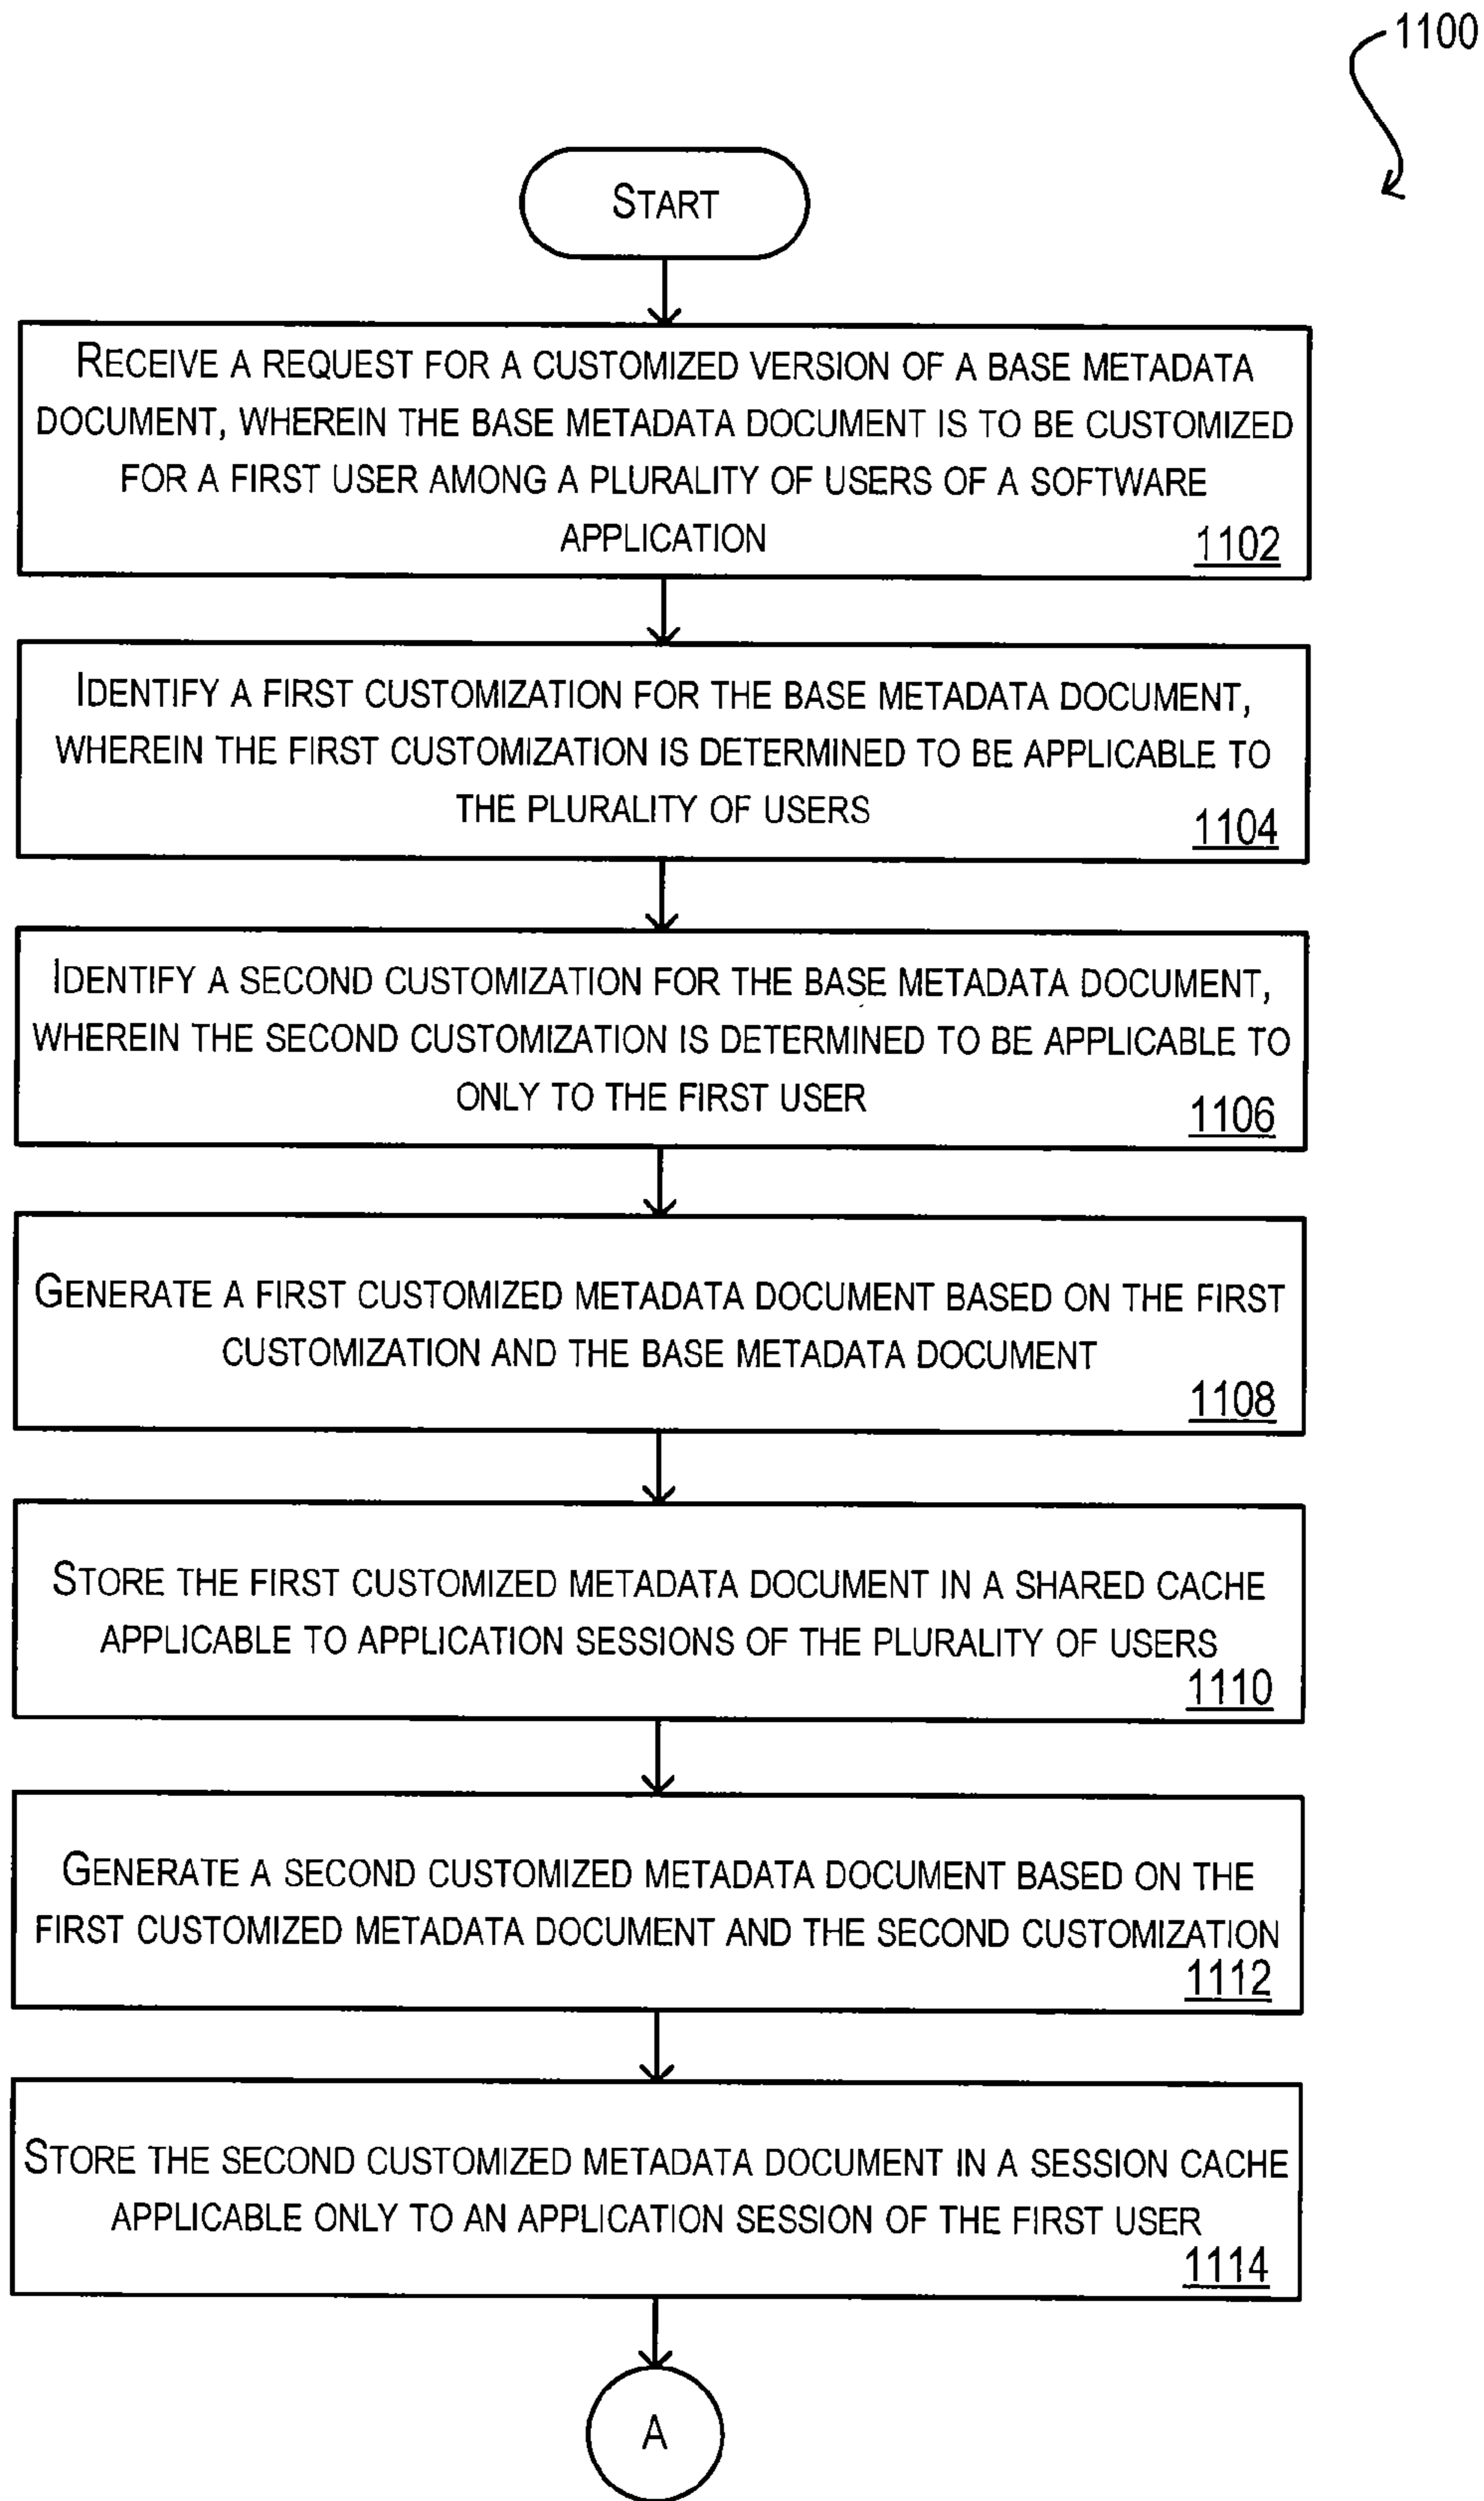 1100
START
RECEIVE A REQUEST FOR A CUSTOMIZED VERSION OF A BASE METADATA
DOCUMENT, WHEREIN THE BASE METADATA DOCUMENT IS TO BE CUSTOMIZED
FOR A FIRST USER AMONG A PLURALITY OF USERS OF A SOFTWARE
APPLICATION
1102
IDENTIFY A FIRST CUSTOMIZATION FOR THE BASE METADATA DOCUMENT,
WHEREIN THE FIRST CUSTOMIZATION IS DETERMINED TO BE APPLICABLE TO
THE PLURALITY OF USERS
1104
IDENTIFY A SECOND CUSTOMIZATION FOR THE BASE METADATA DOCUMENT,
WHEREIN THE SECOND CUSTOMIZATION IS DETERMINED TO BE APPLICABLE TO
ONLY TO THE FIRST USER
1106
GENERATE A FIRST CUSTOMIZED METADATA DOCUMENT BASED ON THE FIRST
CUSTOMIZATION AND THE BASE METADATA DOCUMENT
1108
STORE THE FIRST CUSTOMIZED METADATA DOCUMENT IN A SHARED CACHE
APPLICABLE TO APPLICATION SESSIONS OF THE PLURALITY OF USERS
1110
GENERATE A SECOND CUSTOMIZED METADATA DOCUMENT BASED ON THE
FIRST CUSTOMIZED METADATA DOCUMENT AND THE SECOND CUSTOMIZATION
1112
STORE THE SECOND CUSTOMIZED METADATA DOCUMENT IN A SESSION CACHE
APPLICABLE ONLY TO AN APPLICATION SESSION OF THE FIRST USER
1114
A